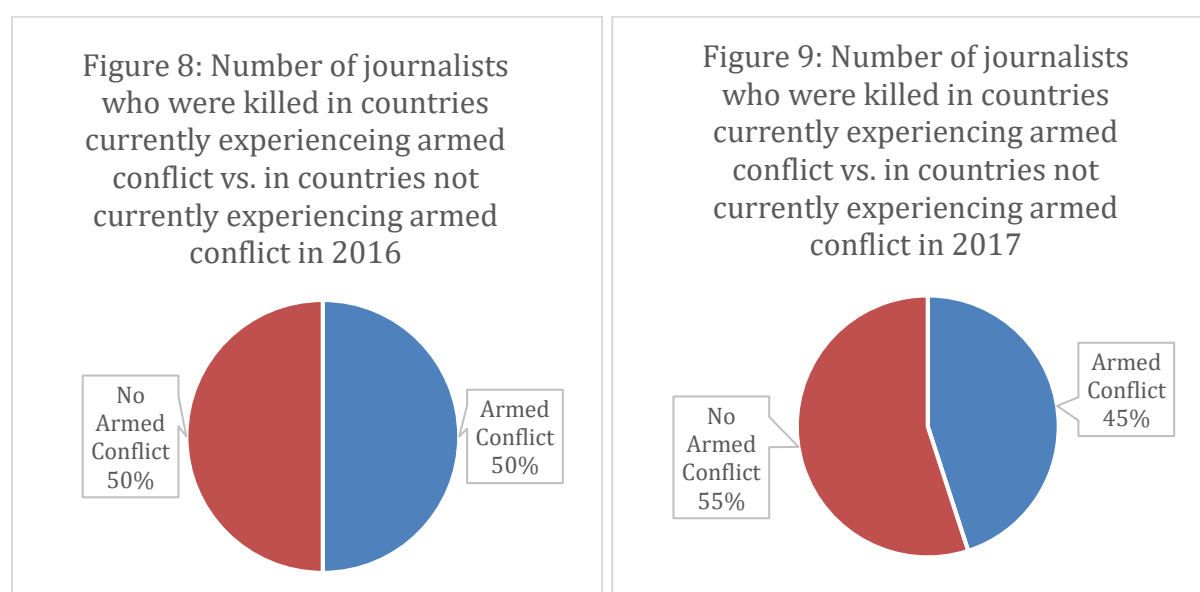 Figure 8: Number of journalists
who were killed in countries
currently experienceing armed
conflict vs. in countries not
currently experiencing armed
conflict in 2016
No
Armed
Conflict
50%
Armed
Conflict
50%
Figure 9: Number of journalists
who were killed in countries
currently experiencing armed
conflict vs. in countries not
currently experiencing armed
conflict in 2017
No
Armed
Conflict
55%
Armed
Conflict
45%